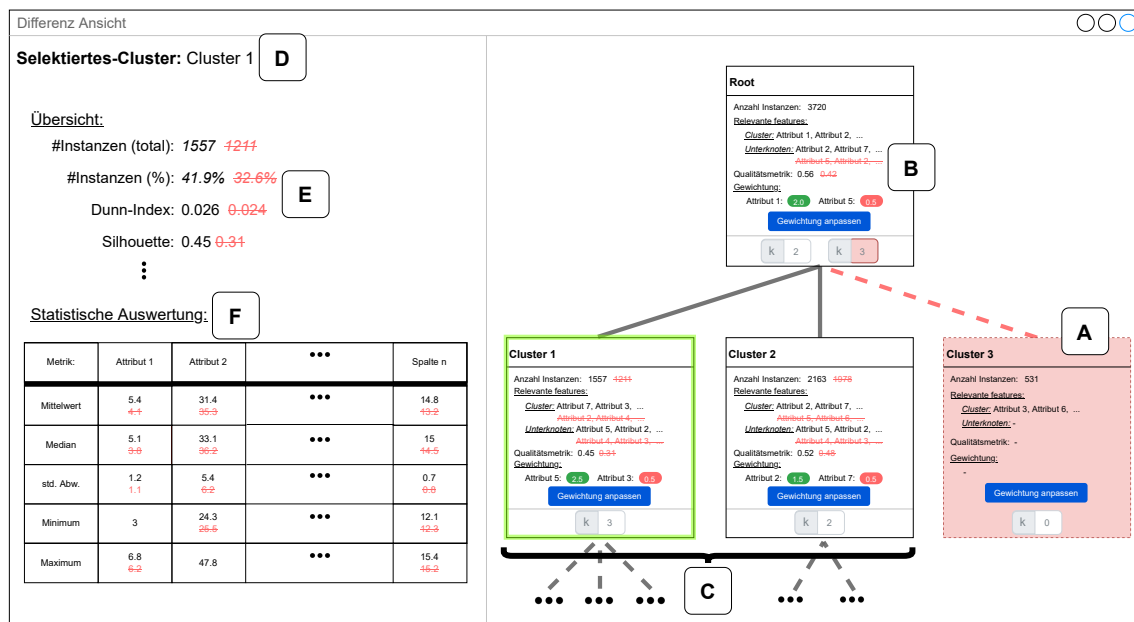 Differenz Ansicht
Selektiertes-Cluster: Cluster 1
D
Übersicht:
#Instanzen (total): 1557 1211
#Instanzen (%): 41.9% 32.6%
E
Dunn-Index: 0.026 0.024
Silhouette: 0.45 0.31
Statistische Auswertung:
F
Metrik: Attribut 1 Attribut 2 ••• Spalte n
Mittelwert 5.4 31.4 ••• 14.8
4.1 35.3 13.2
Median 5.1 33.1 ••• 15
3.8 36.2 14.5
std. Abw. 1.2 5.4 ••• 0.7
1.1 6.2 0.8
Minimum 3 24.3 ••• 12.1
25.5 12.3
Maximum 6.8 47.8 ••• 15.4
6.2 15.2
Root
Anzahl Instanzen: 3720
Relevante features:
Cluster: Attribut 1, Attribut 2, ...
Unterknoten: Attribut 2, Attribut 7, ...
Attribut 5, Attribut 2, ...
Qualitätsmetrik: 0.56 0.42
Gewichtung:
Attribut 1: 2.0 Attribut 5: 0.5
Gewichtung anpassen
k 2 k 3
B
A
Cluster 1
Anzahl Instanzen: 1557 1211
Relevante features:
Cluster: Attribut 7, Attribut 3, ...
Attribut 2, Attribut 4, ...
Unterknoten: Attribut 5, Attribut 2, ...
Attribut 4, Attribut 3, ...
Qualitätsmetrik: 0.45 0.31
Gewichtung:
Attribut 5: 2.5 Attribut 3: 0.5
Gewichtung anpassen
k 3
Cluster 2
Anzahl Instanzen: 2163 1978
Relevante features:
Cluster: Attribut 2, Attribut 7, ...
Attribut 5, Attribut 6, ...
Unterknoten: Attribut 5, Attribut 2, ...
Attribut 4, Attribut 3, ...
Qualitätsmetrik: 0.52 0.48
Gewichtung:
Attribut 2: 1.5 Attribut 7: 0.5
Gewichtung anpassen
k 2
Cluster 3
Anzahl Instanzen: 531
Relevante features:
Cluster: Attribut 3, Attribut 6, ...
Unterknoten: -
Qualitätsmetrik: -
Gewichtung:
-
Gewichtung anpassen
k 0
C